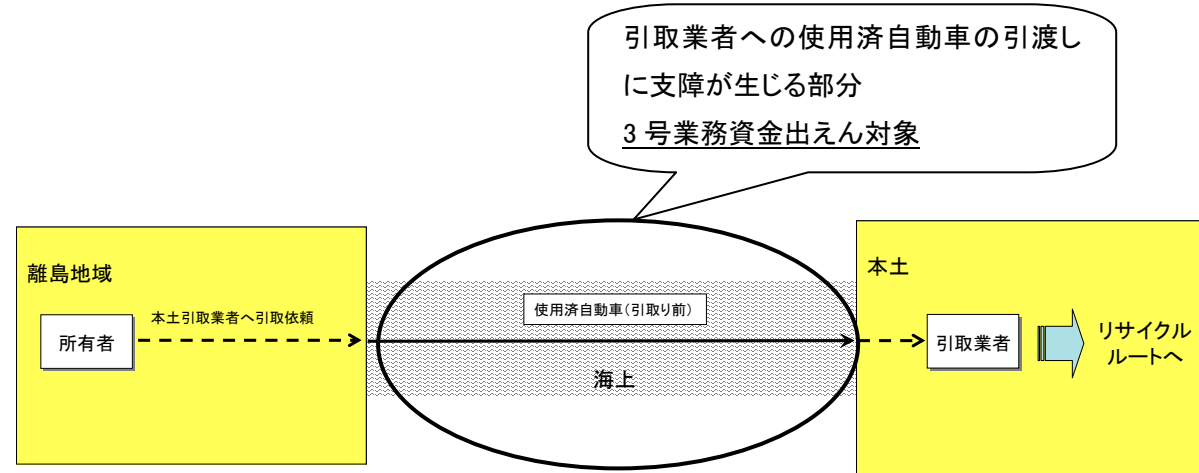 引取業者への使用済自動車の引渡し
に支障が生じる部分
3号業務資金出えん対象
離島地域
本土引取業者へ引取依頼
所有者
使用済自動車(引取り前)
海上
本土
引取業者
リサイクル
ルートへ